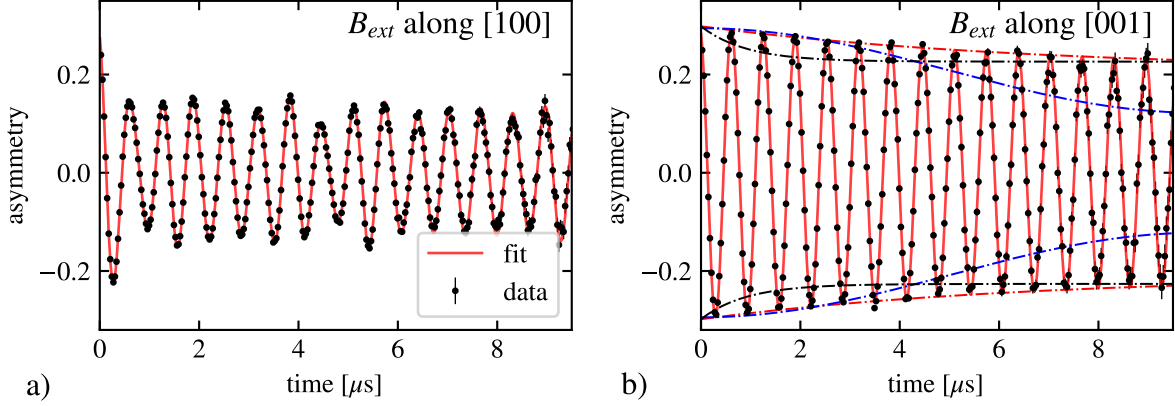 B_ext along [100]
asymmetry
0.2
0.0
−0.2
fit
data
0 2 4 6 8
time [μs]
a)
B_ext along [001]
asymmetry
0.2
0.0
−0.2
0 2 4 6 8
time [μs]
b)